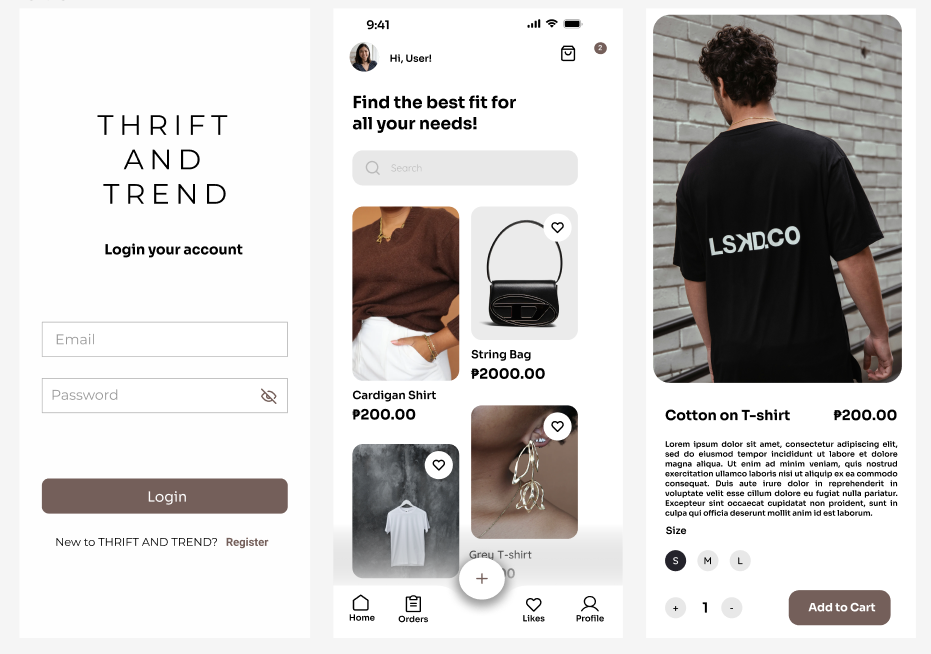 THRIFT
AND
TREND
Login your account
Email
Password
Login
New to THRIFT AND TREND? Register
9:41
Hi, User!
2
Find the best fit for
all your needs!
Search
Cardigan Shirt
₱200.00
String Bag
₱2000.00
Grey T-shirt
+
Home
Orders
Likes
Profile
LSKD.CO
Cotton on T-shirt ₱200.00
Lorem ipsum dolor sit amet, consectetur adipiscing elit,
sed do eiusmod tempor incididunt ut labore et dolore
magna aliqua. Ut enim ad minim veniam, quis nostrud
exercitation ullamco laboris nisi ut aliquip ex ea commodo
consequat. Duis aute irure dolor in reprehenderit in
voluptate velit esse cillum dolore eu fugiat nulla pariatur.
Excepteur sint occaecat cupidatat non proident, sunt in
culpa qui officia deserunt mollit anim id est laborum.
Size
S M L
+ 1 -
Add to Cart